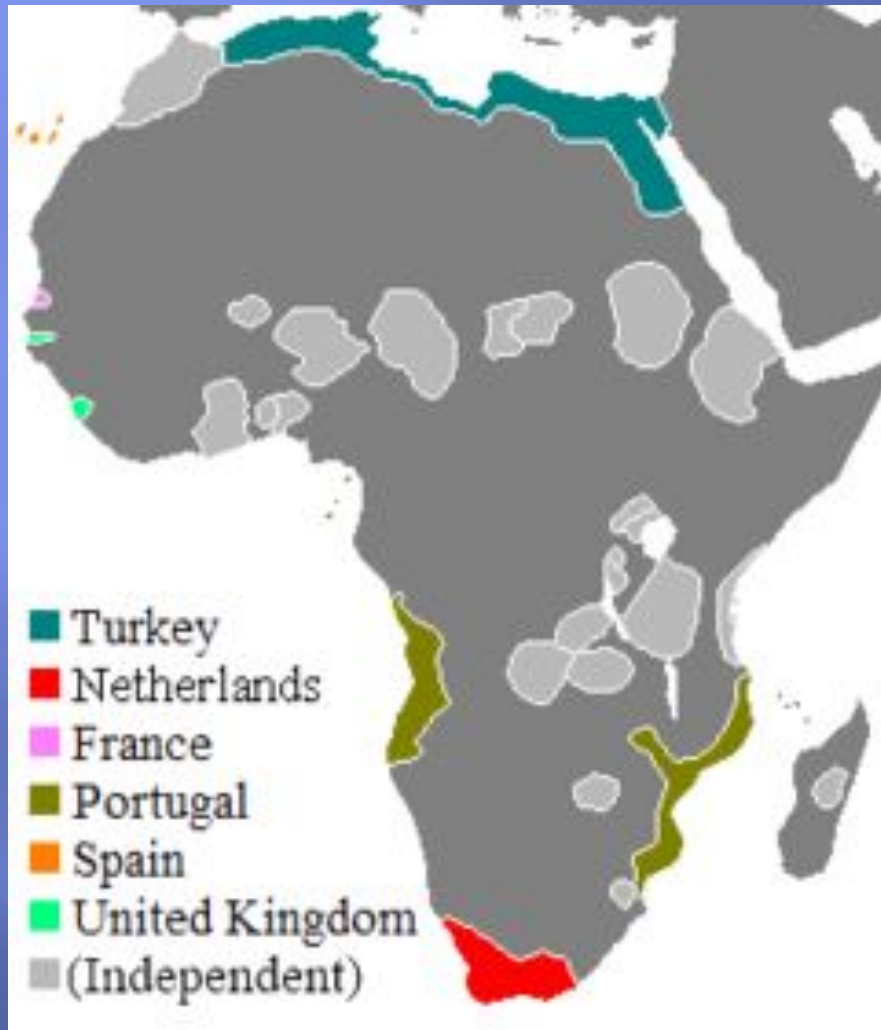 Turkey
Netherlands
France
Portugal
Spain
United Kingdom
(Independent)